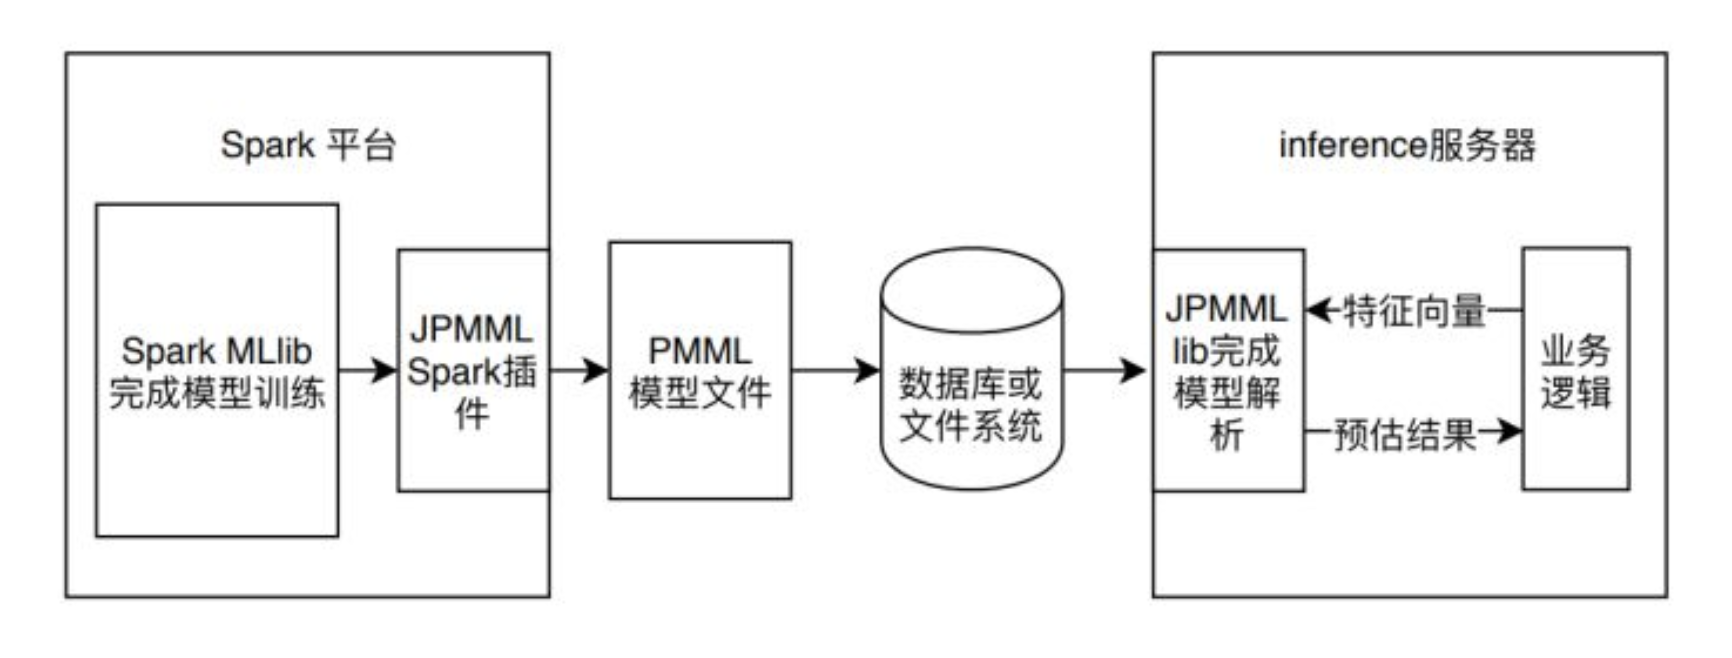 Spark 平台
Spark MLlib
完成模型训练
JPMML
Spark插
件
PMML
模型文件
数据库或
文件系统
inference服务器
JPMML
lib完成
模型解
析
特征向量
预估结果
业务
逻辑